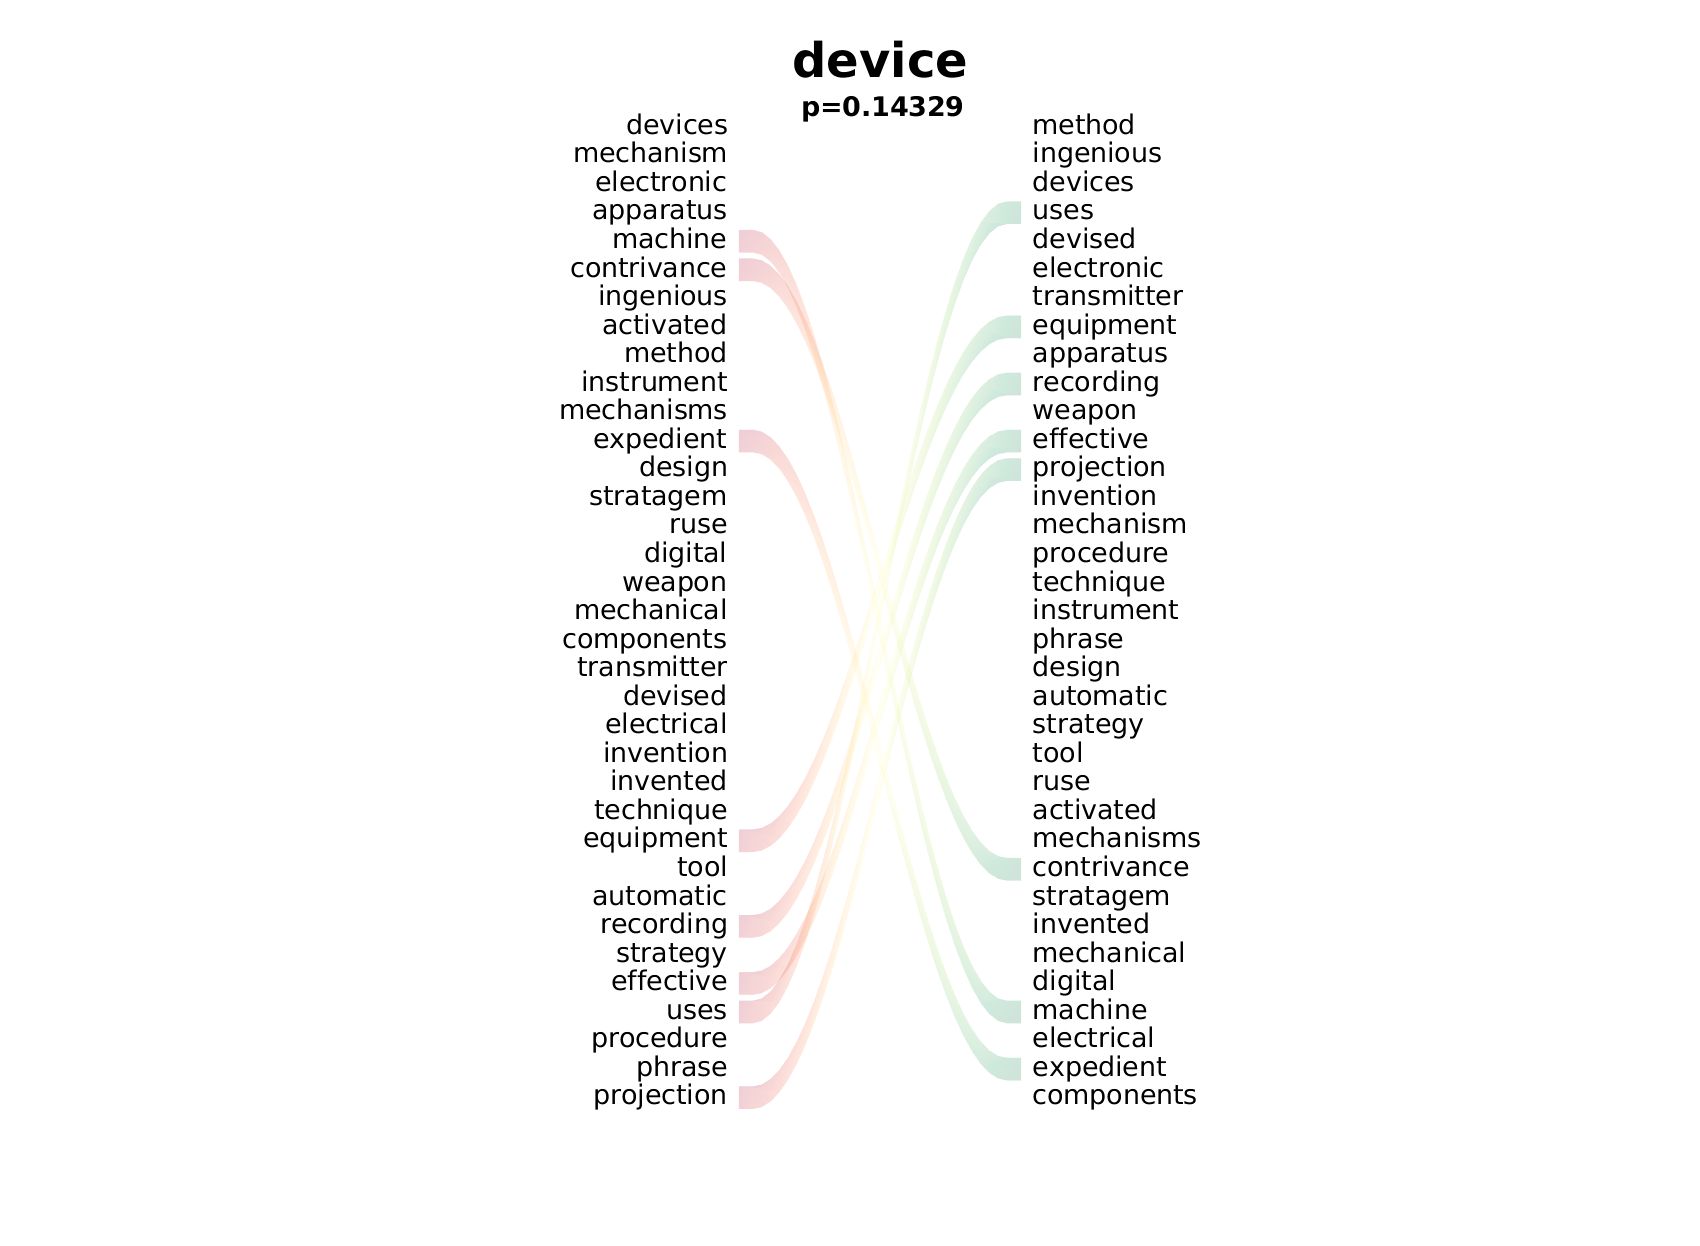 device
p=0.14329
devices
mechanism
electronic
apparatus
machine
contrivance
ingenious
activated
method
instrument
mechanisms
expedient
design
stratagem
ruse
digital
weapon
mechanical
components
transmitter
devised
electrical
invention
invented
technique
equipment
tool
automatic
recording
strategy
effective
uses
procedure
phrase
projection
method
ingenious
devices
uses
devised
electronic
transmitter
equipment
apparatus
recording
weapon
effective
projection
invention
mechanism
procedure
technique
instrument
phrase
design
automatic
strategy
tool
ruse
activated
mechanisms
contrivance
stratagem
invented
mechanical
digital
machine
electrical
expedient
components